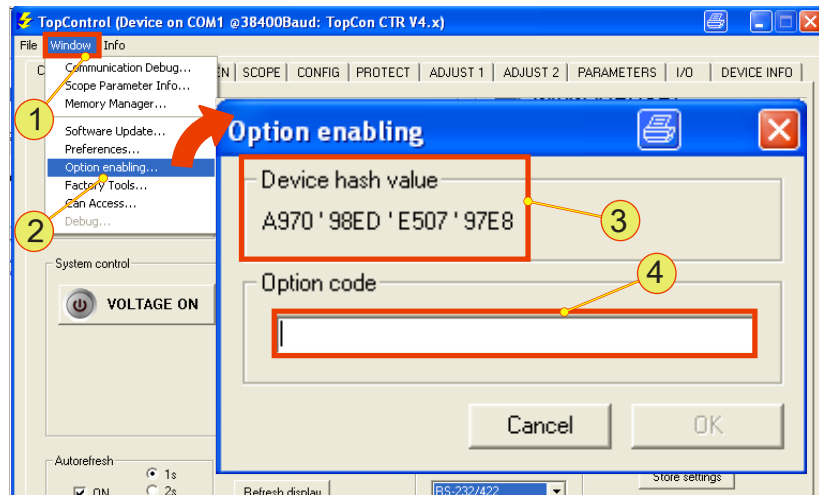 TopControl (Device on COM1 @38400Baud: TopCon CTR V4.x)
File Window Info
SCOPE CONFIG PROTECT ADJUST 1 ADJUST 2 PARAMETERS I/O DEVICE INFO
Communication Debug...
Scope Parameter Info...
Memory Manager...
1
Software Update...
Preferences...
Option enabling...
Factory Tools...
Can Access...
Debug...
2
Option enabling
Device hash value
A970 ' 98ED ' E507 ' 97E8
3
Option code
4
Cancel OK
System control
VOLTAGE ON
Autorefresh
1s
ON 2s
Refresh display
RS-232/422
Store settings